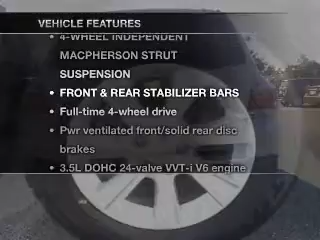 VEHICLE FEATURES
• 4-WHEEL INDEPENDENT
MACPHERSON STRUT
SUSPENSION
• FRONT & REAR STABILIZER BARS
• Full-time 4-wheel drive
• Pwr ventilated front/solid rear disc
brakes
• 3.5L DOHC 24-valve VVT-i V6 engine